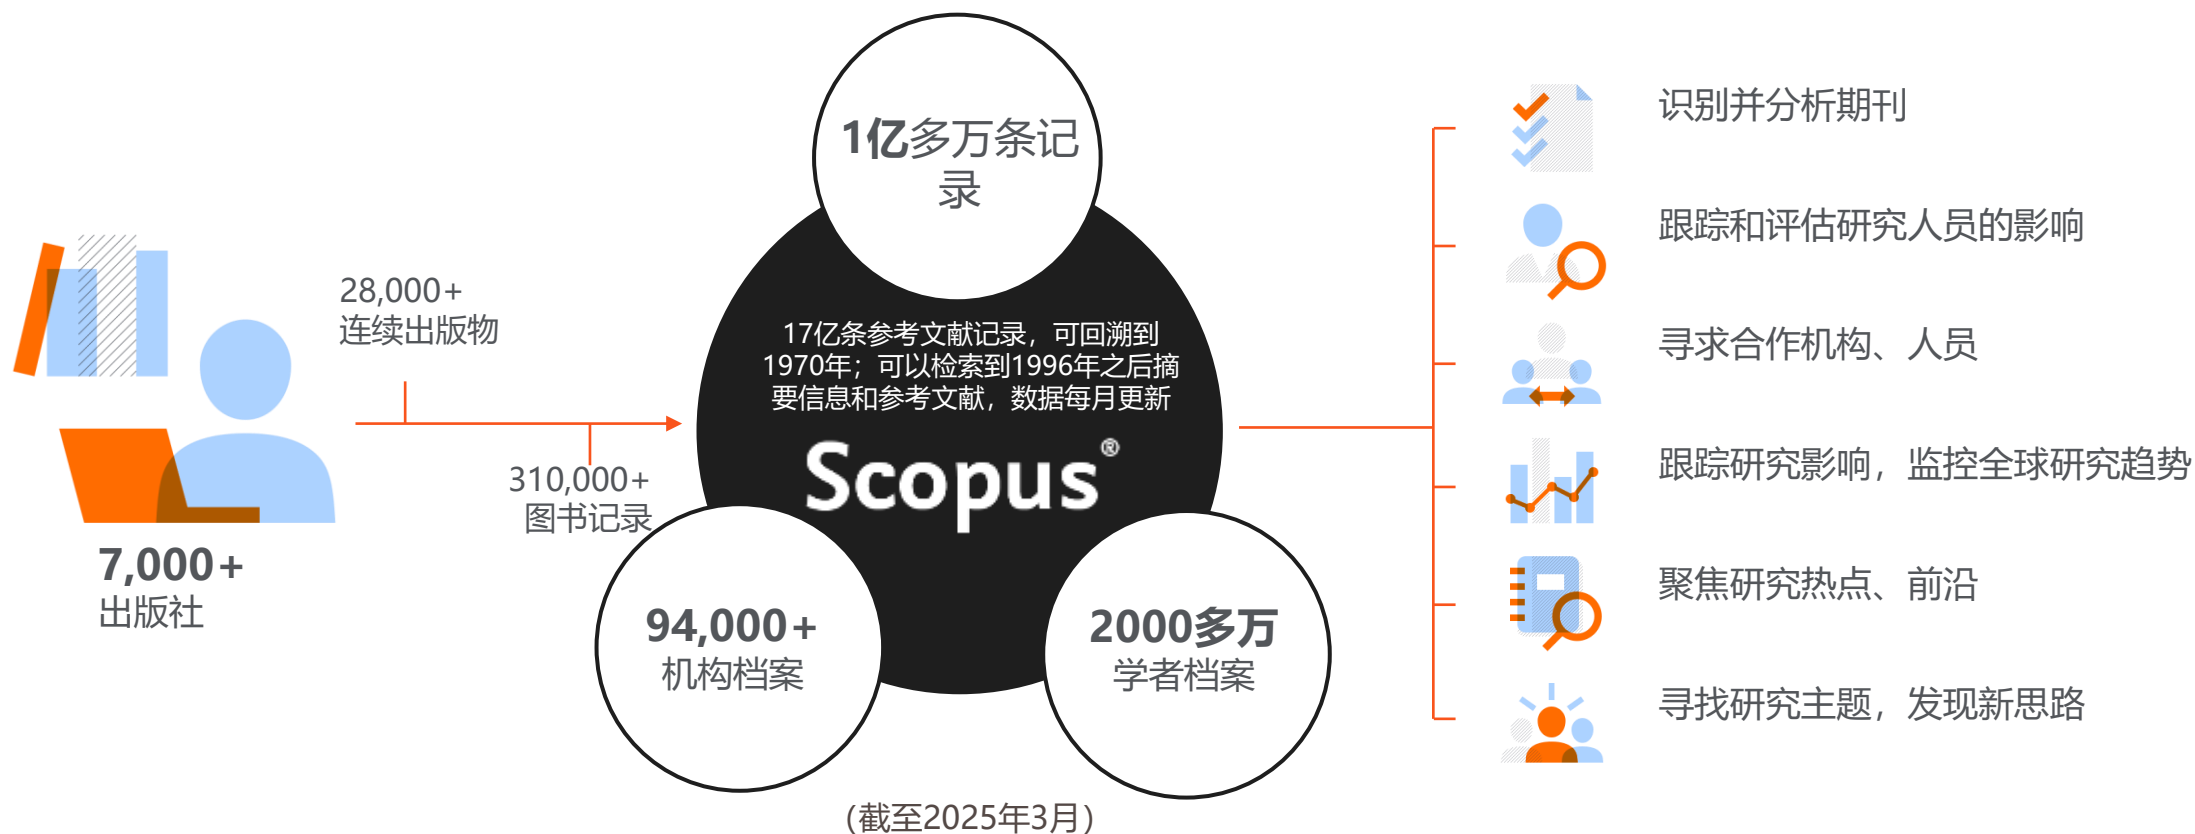 7,000+
出版社
28,000+
连续出版物
310,000+
图书记录
1亿多万条记
录
17亿条参考文献记录，可回溯到
1970年；可以检索到1996年之后摘
要信息和参考文献，数据每月更新
Scopus®
94,000+
机构档案
2000多万
学者档案
（截至2025年3月）
识别并分析期刊
跟踪和评估研究人员的影响
寻求合作机构、人员
跟踪研究影响，监控全球研究趋势
聚焦研究热点、前沿
寻找研究主题，发现新思路